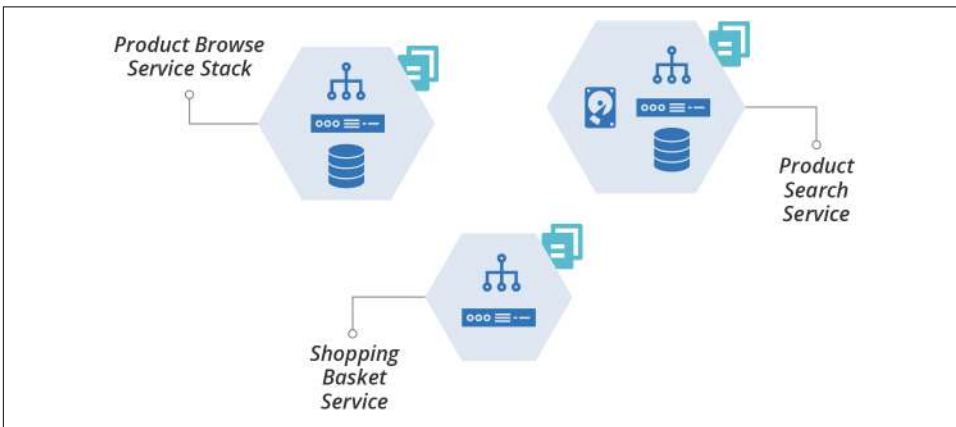 Product Browse
Service Stack
Product
Search
Service
Shopping
Basket
Service